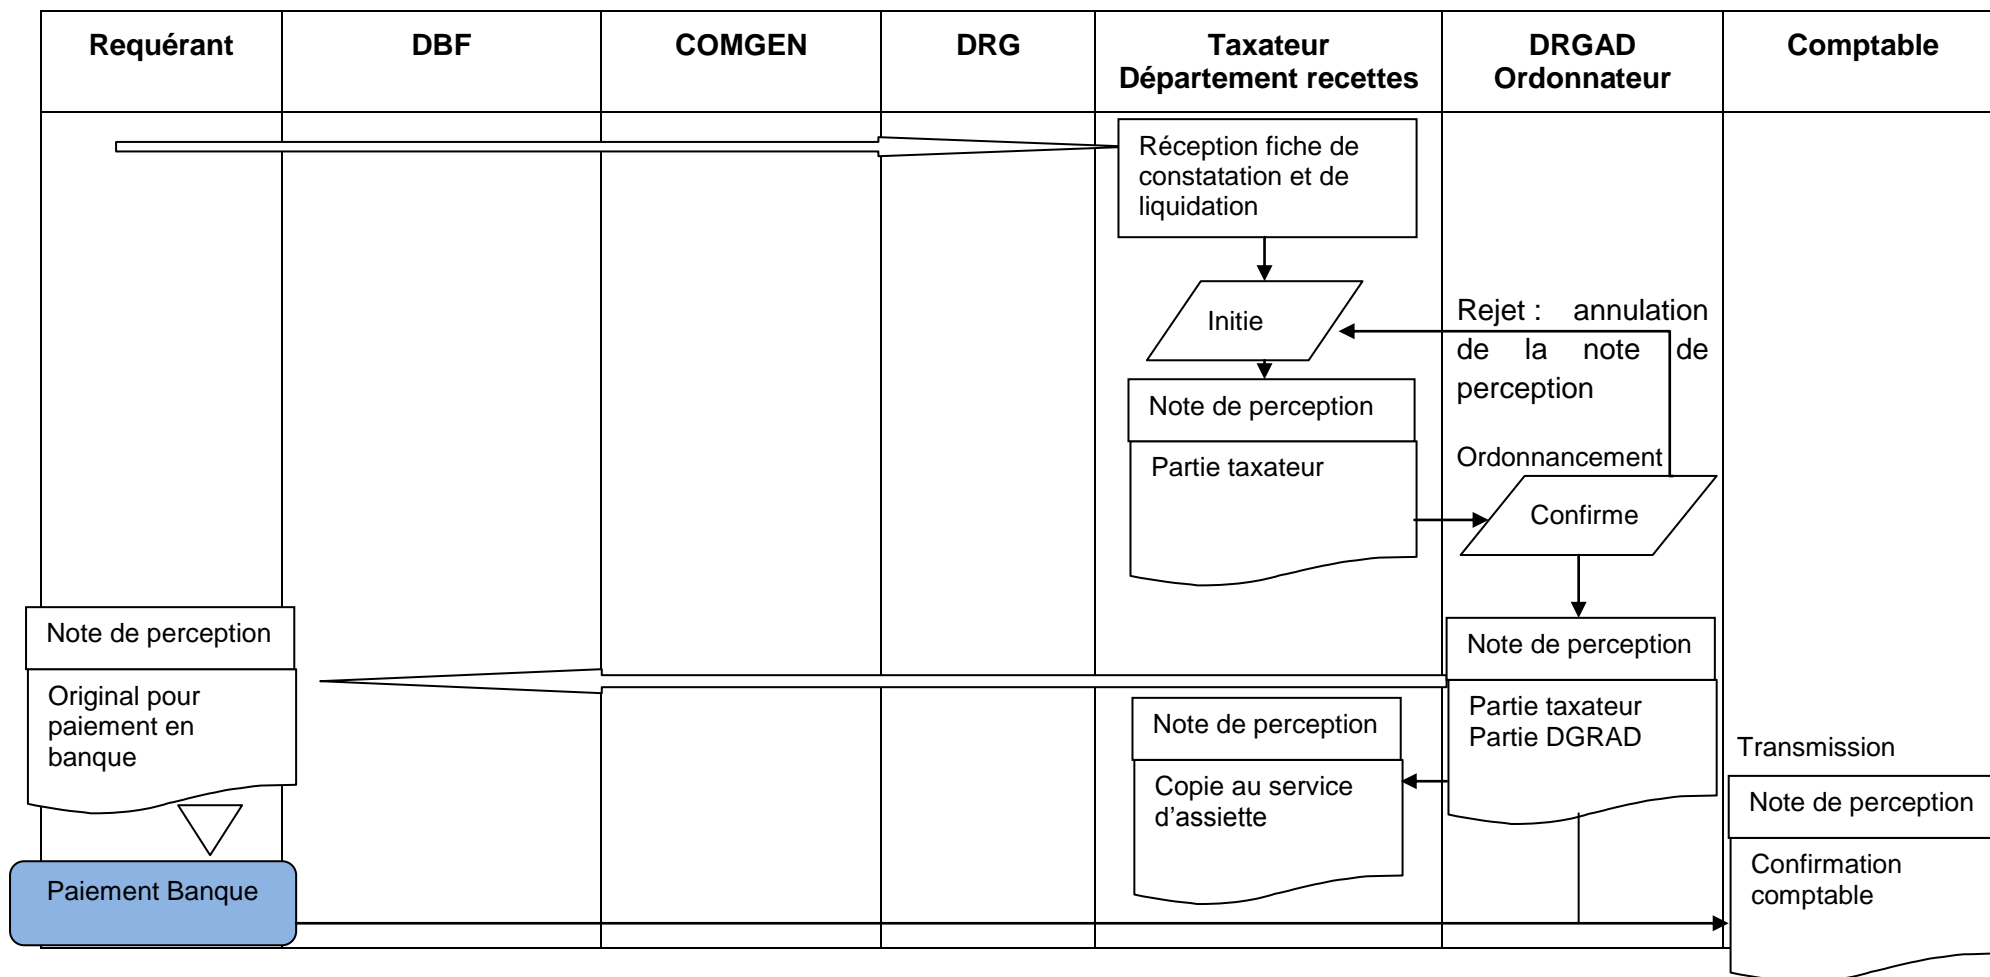 Requérant
DBF
COMGEN
DRG
Taxateur
Département recettes
DRGAD
Ordonnateur
Comptable
Réception fiche de
constatation et de
liquidation
Initie
Rejet : annulation
de la note de
perception
Note de perception
Partie taxateur
Ordonnancement
Confirme
Note de perception
Original pour
paiement en
banque
Note de perception
Partie taxateur
Partie DGRAD
Note de perception
Copie au service
d’assiette
Transmission
Note de perception
Confirmation
comptable
Paiement Banque